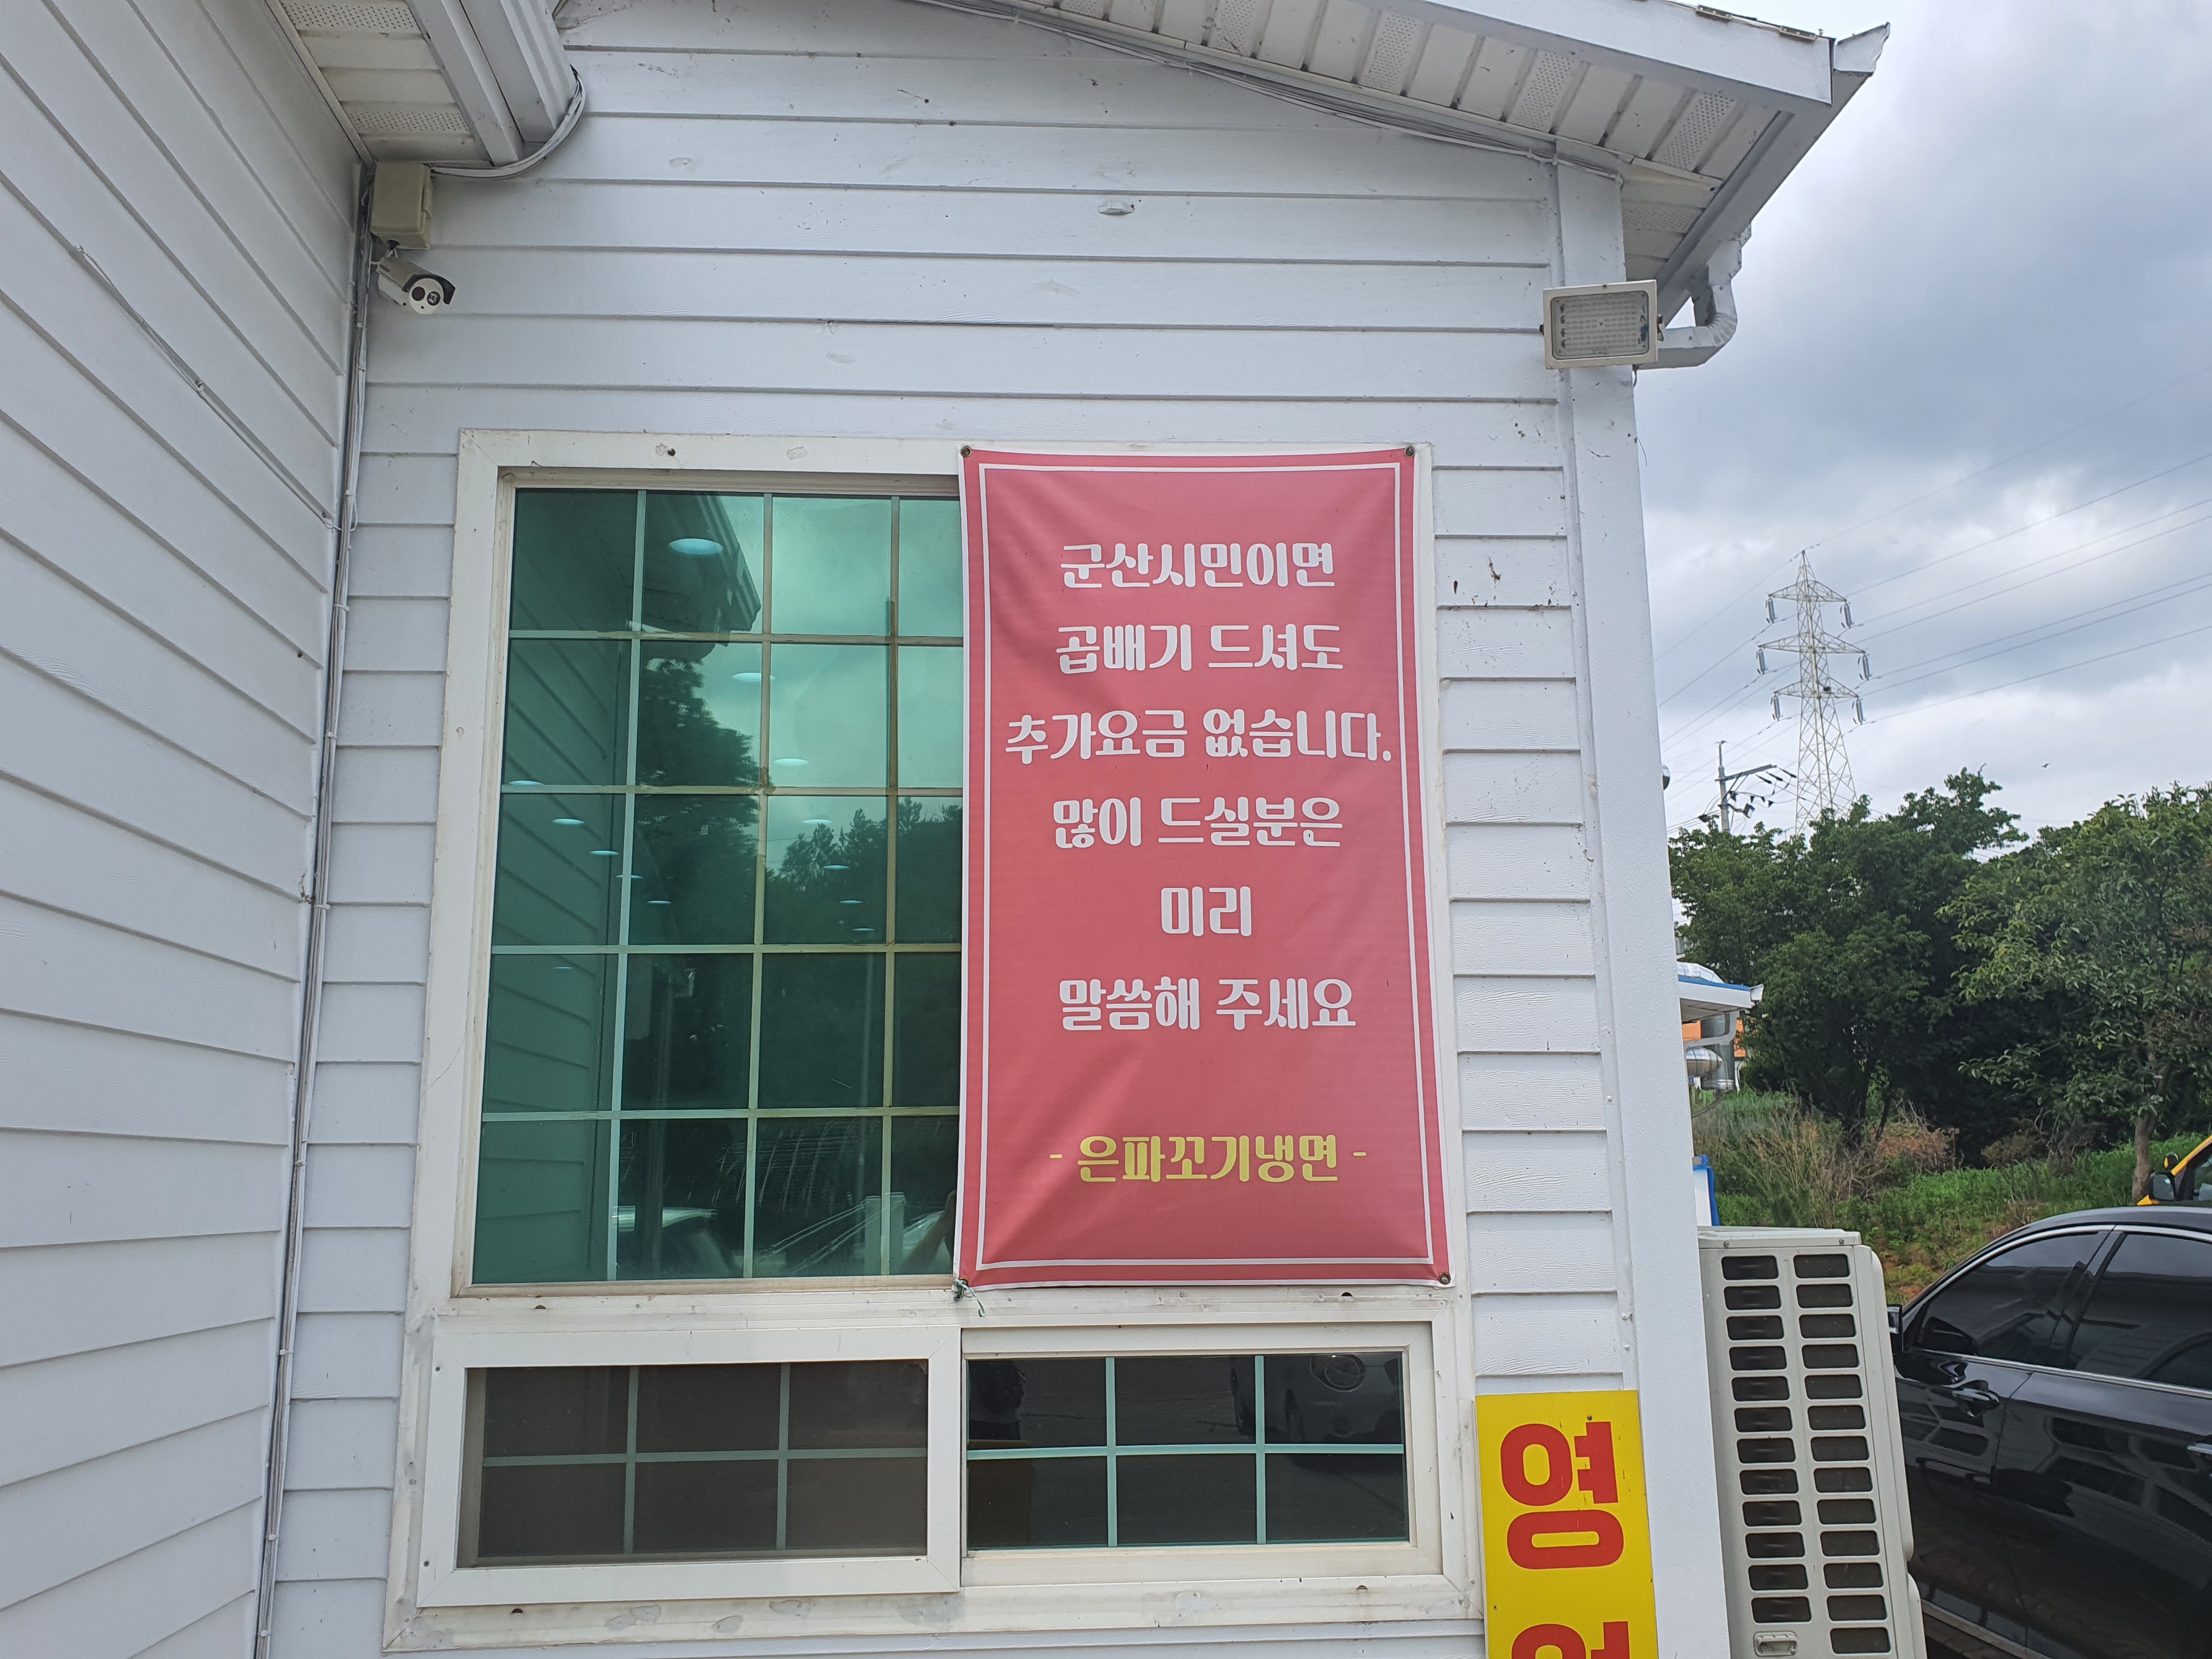 군산시민이면
곱배기 드셔도
추가요금 없습니다.
많이 드실분은
미리
말씀해 주세요
- 은파꼬기냉면 -
영